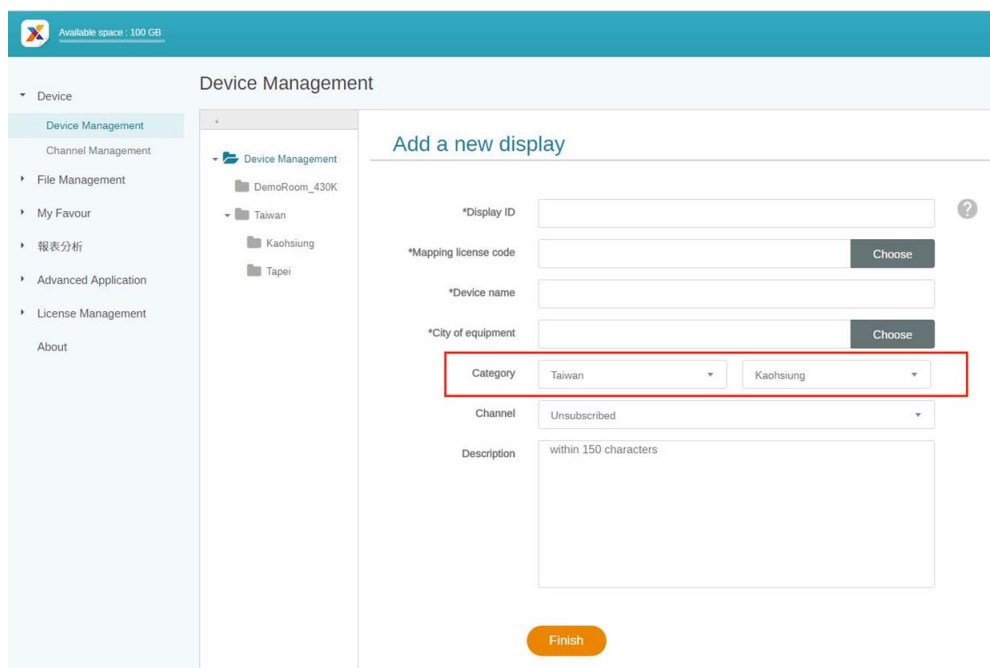 Available space : 100 GB
Device
Device Management
Channel Management
File Management
My Favour
報表分析
Advanced Application
License Management
About
Device Management
Device Management
DemoRoom_430K
Taiwan
Kaohsiung
Tapei
Add a new display
*Display ID
?
*Mapping license code Choose
*Device name
*City of equipment Choose
Category Taiwan Kaohsiung
Channel Unsubscribed
Description within 150 characters
Finish